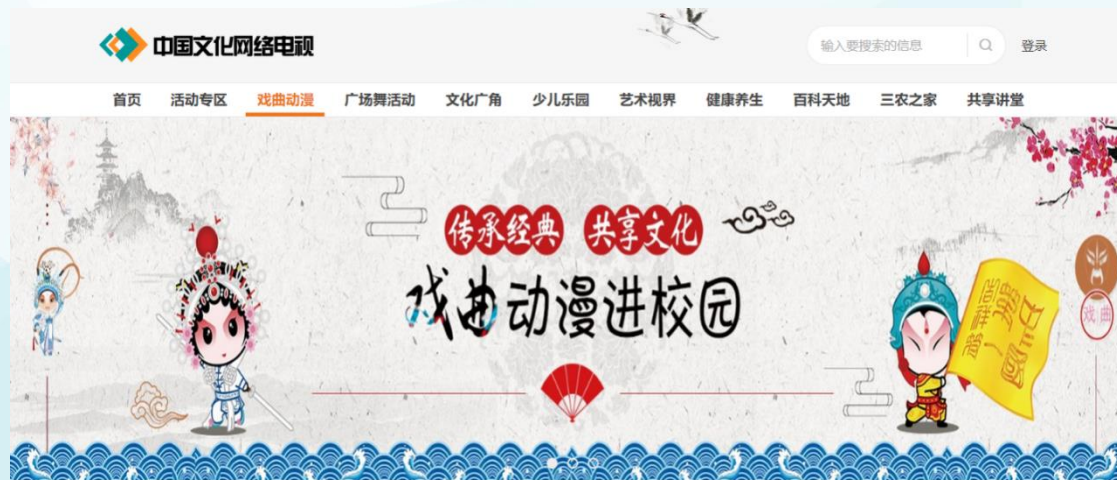 中国文化网络电视
输入要搜索的信息
登录
首页 活动专区 戏曲动漫 广场舞活动 文化广角 少儿乐园 艺术视界 健康养生 百科天地 三农之家 共享讲堂
传承经典 共享文化
戏曲动漫进校园
戏曲